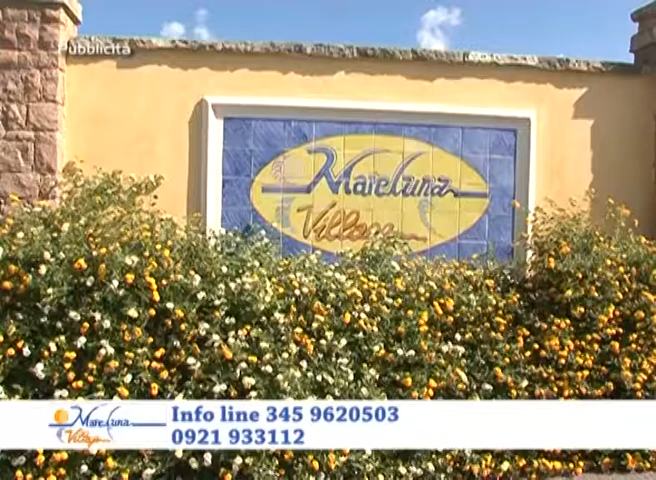 Pubblicità
MareLuna
Village
MareLuna
Village
Info line 345 9620503
0921 933112